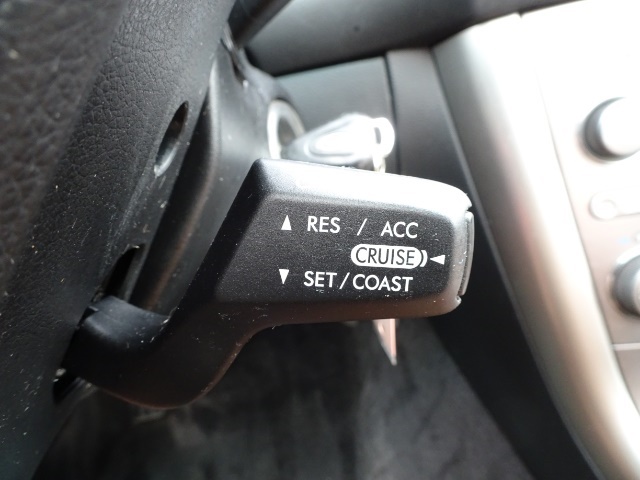 ▲ RES / ACC
CRUISE ◄
▼ SET/COAST